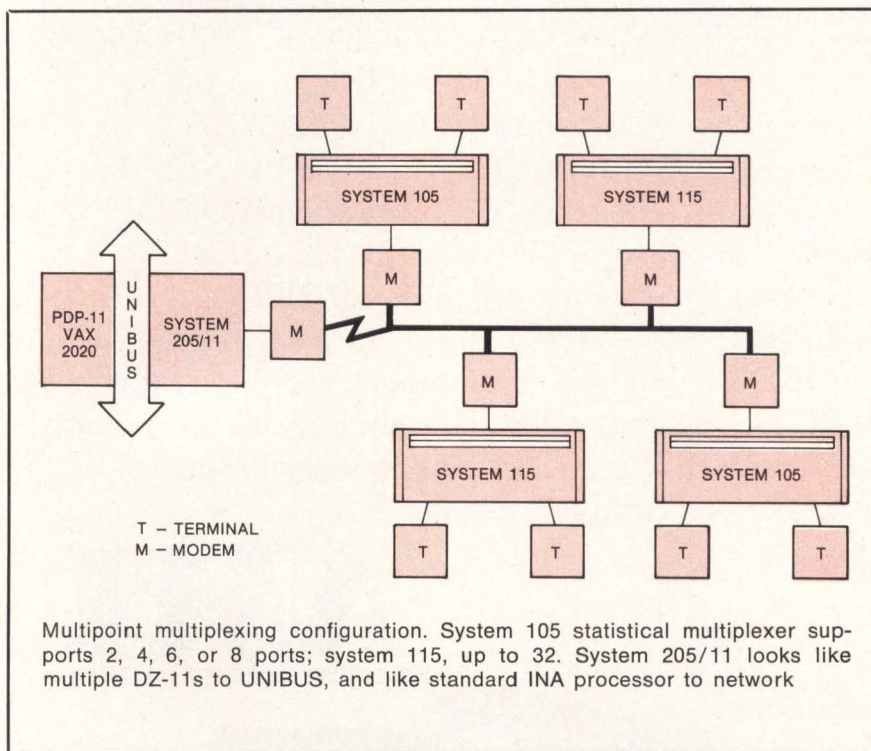 T
T
T
T
SYSTEM 105
SYSTEM 115
M
M
PDP-11
VAX
2020
UNIBUS
SYSTEM
205/11
M
M
M
SYSTEM 115
SYSTEM 105
T – TERMINAL
M – MODEM
T
T
T
T
Multipoint multiplexing configuration. System 105 statistical multiplexer sup-
ports 2, 4, 6, or 8 ports; system 115, up to 32. System 205/11 looks like
multiple DZ-11s to UNIBUS, and like standard INA processor to network